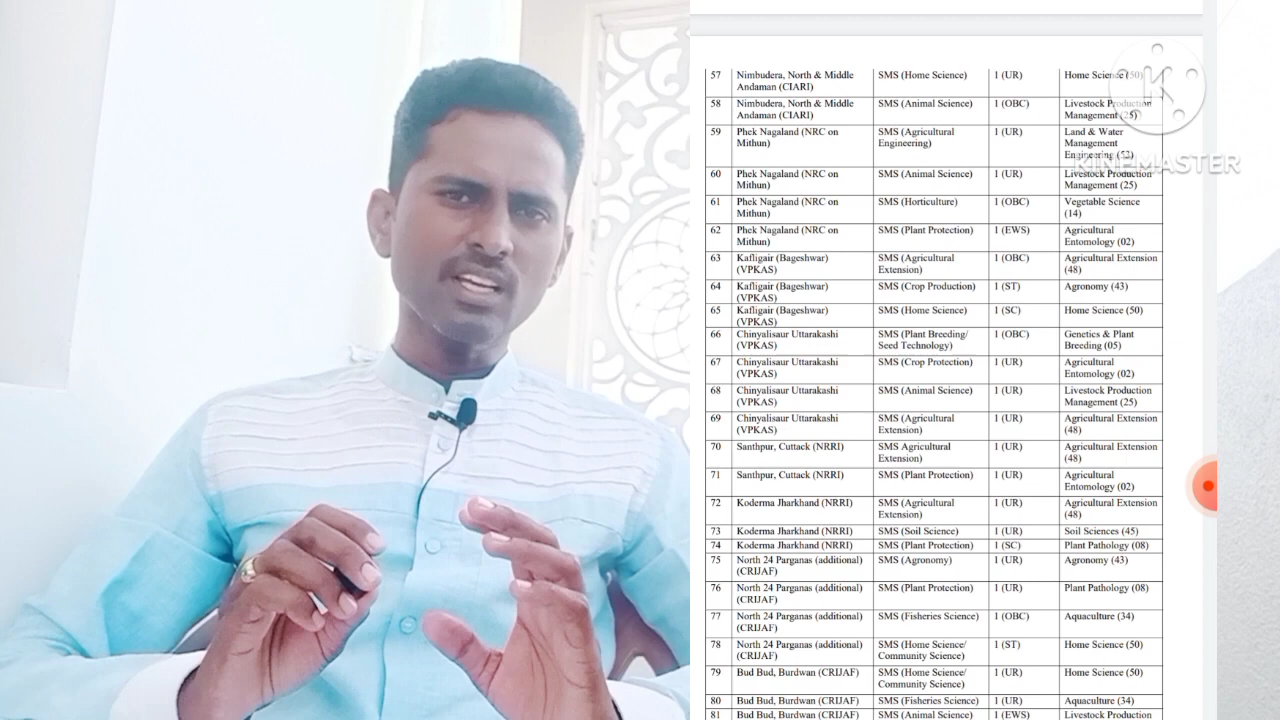 57 Nimbudera, North & Middle SMS (Home Science) 1 (UR) Home Science (50)
Andaman (CIARI)
58 Nimbudera, North & Middle SMS (Animal Science) 1 (OBC) Livestock Production
Andaman (CIARI) Management (25)
59 Phek Nagaland (NRC on SMS (Agricultural 1 (UR) Land & Water
Mithun) Engineering) Management
Engineering (52)
KINEMASTER
60 Phek Nagaland (NRC on SMS (Animal Science) 1 (UR) Livestock Production
Mithun) Management (25)
61 Phek Nagaland (NRC on SMS (Horticulture) 1 (OBC) Vegetable Science
Mithun) (14)
62 Phek Nagaland (NRC on SMS (Plant Protection) 1 (EWS) Agricultural
Mithun) Entomology (02)
63 Kafligair (Bageshwar) SMS (Agricultural 1 (OBC) Agricultural Extension
(VPKAS) Extension) (48)
64 Kafligair (Bageshwar) SMS (Crop Production) 1 (ST) Agronomy (43)
(VPKAS)
65 Kafligair (Bageshwar) SMS (Home Science) 1 (SC) Home Science (50)
(VPKAS)
66 Chinyalisaur Uttarakashi SMS (Plant Breeding/ 1 (OBC) Genetics & Plant
(VPKAS) Seed Technology) Breeding (05)
67 Chinyalisaur Uttarakashi SMS (Crop Protection) 1 (UR) Agricultural
(VPKAS) Entomology (02)
68 Chinyalisaur Uttarakashi SMS (Animal Science) 1 (UR) Livestock Production
(VPKAS) Management (25)
69 Chinyalisaur Uttarakashi SMS (Agricultural 1 (UR) Agricultural Extension
(VPKAS) Extension) (48)
70 Santhpur, Cuttack (NRRI) SMS Agricultural 1 (UR) Agricultural Extension
Extension) (48)
71 Santhpur, Cuttack (NRRI) SMS (Plant Protection) 1 (UR) Agricultural
Entomology (02)
72 Koderma Jharkhand (NRRI) SMS (Agricultural 1 (UR) Agricultural Extension
Extension) (48)
73 Koderma Jharkhand (NRRI) SMS (Soil Science) 1 (UR) Soil Sciences (45)
74 Koderma Jharkhand (NRRI) SMS (Plant Protection) 1 (SC) Plant Pathology (08)
75 North 24 Parganas (additional) SMS (Agronomy) 1 (UR) Agronomy (43)
(CRIJAF)
76 North 24 Parganas (additional) SMS (Plant Protection) 1 (UR) Plant Pathology (08)
(CRIJAF)
77 North 24 Parganas (additional) SMS (Fisheries Science) 1 (OBC) Aquaculture (34)
(CRIJAF)
78 North 24 Parganas (additional) SMS (Home Science/ 1 (ST) Home Science (50)
(CRIJAF) Community Science)
79 Bud Bud, Burdwan (CRIJAF) SMS (Home Science/ 1 (UR) Home Science (50)
Community Science)
80 Bud Bud, Burdwan (CRIJAF) SMS (Fisheries Science) 1 (UR) Aquaculture (34)
81 Bud Bud, Burdwan (CRIJAF) SMS (Animal Science) 1 (EWS) Livestock Production